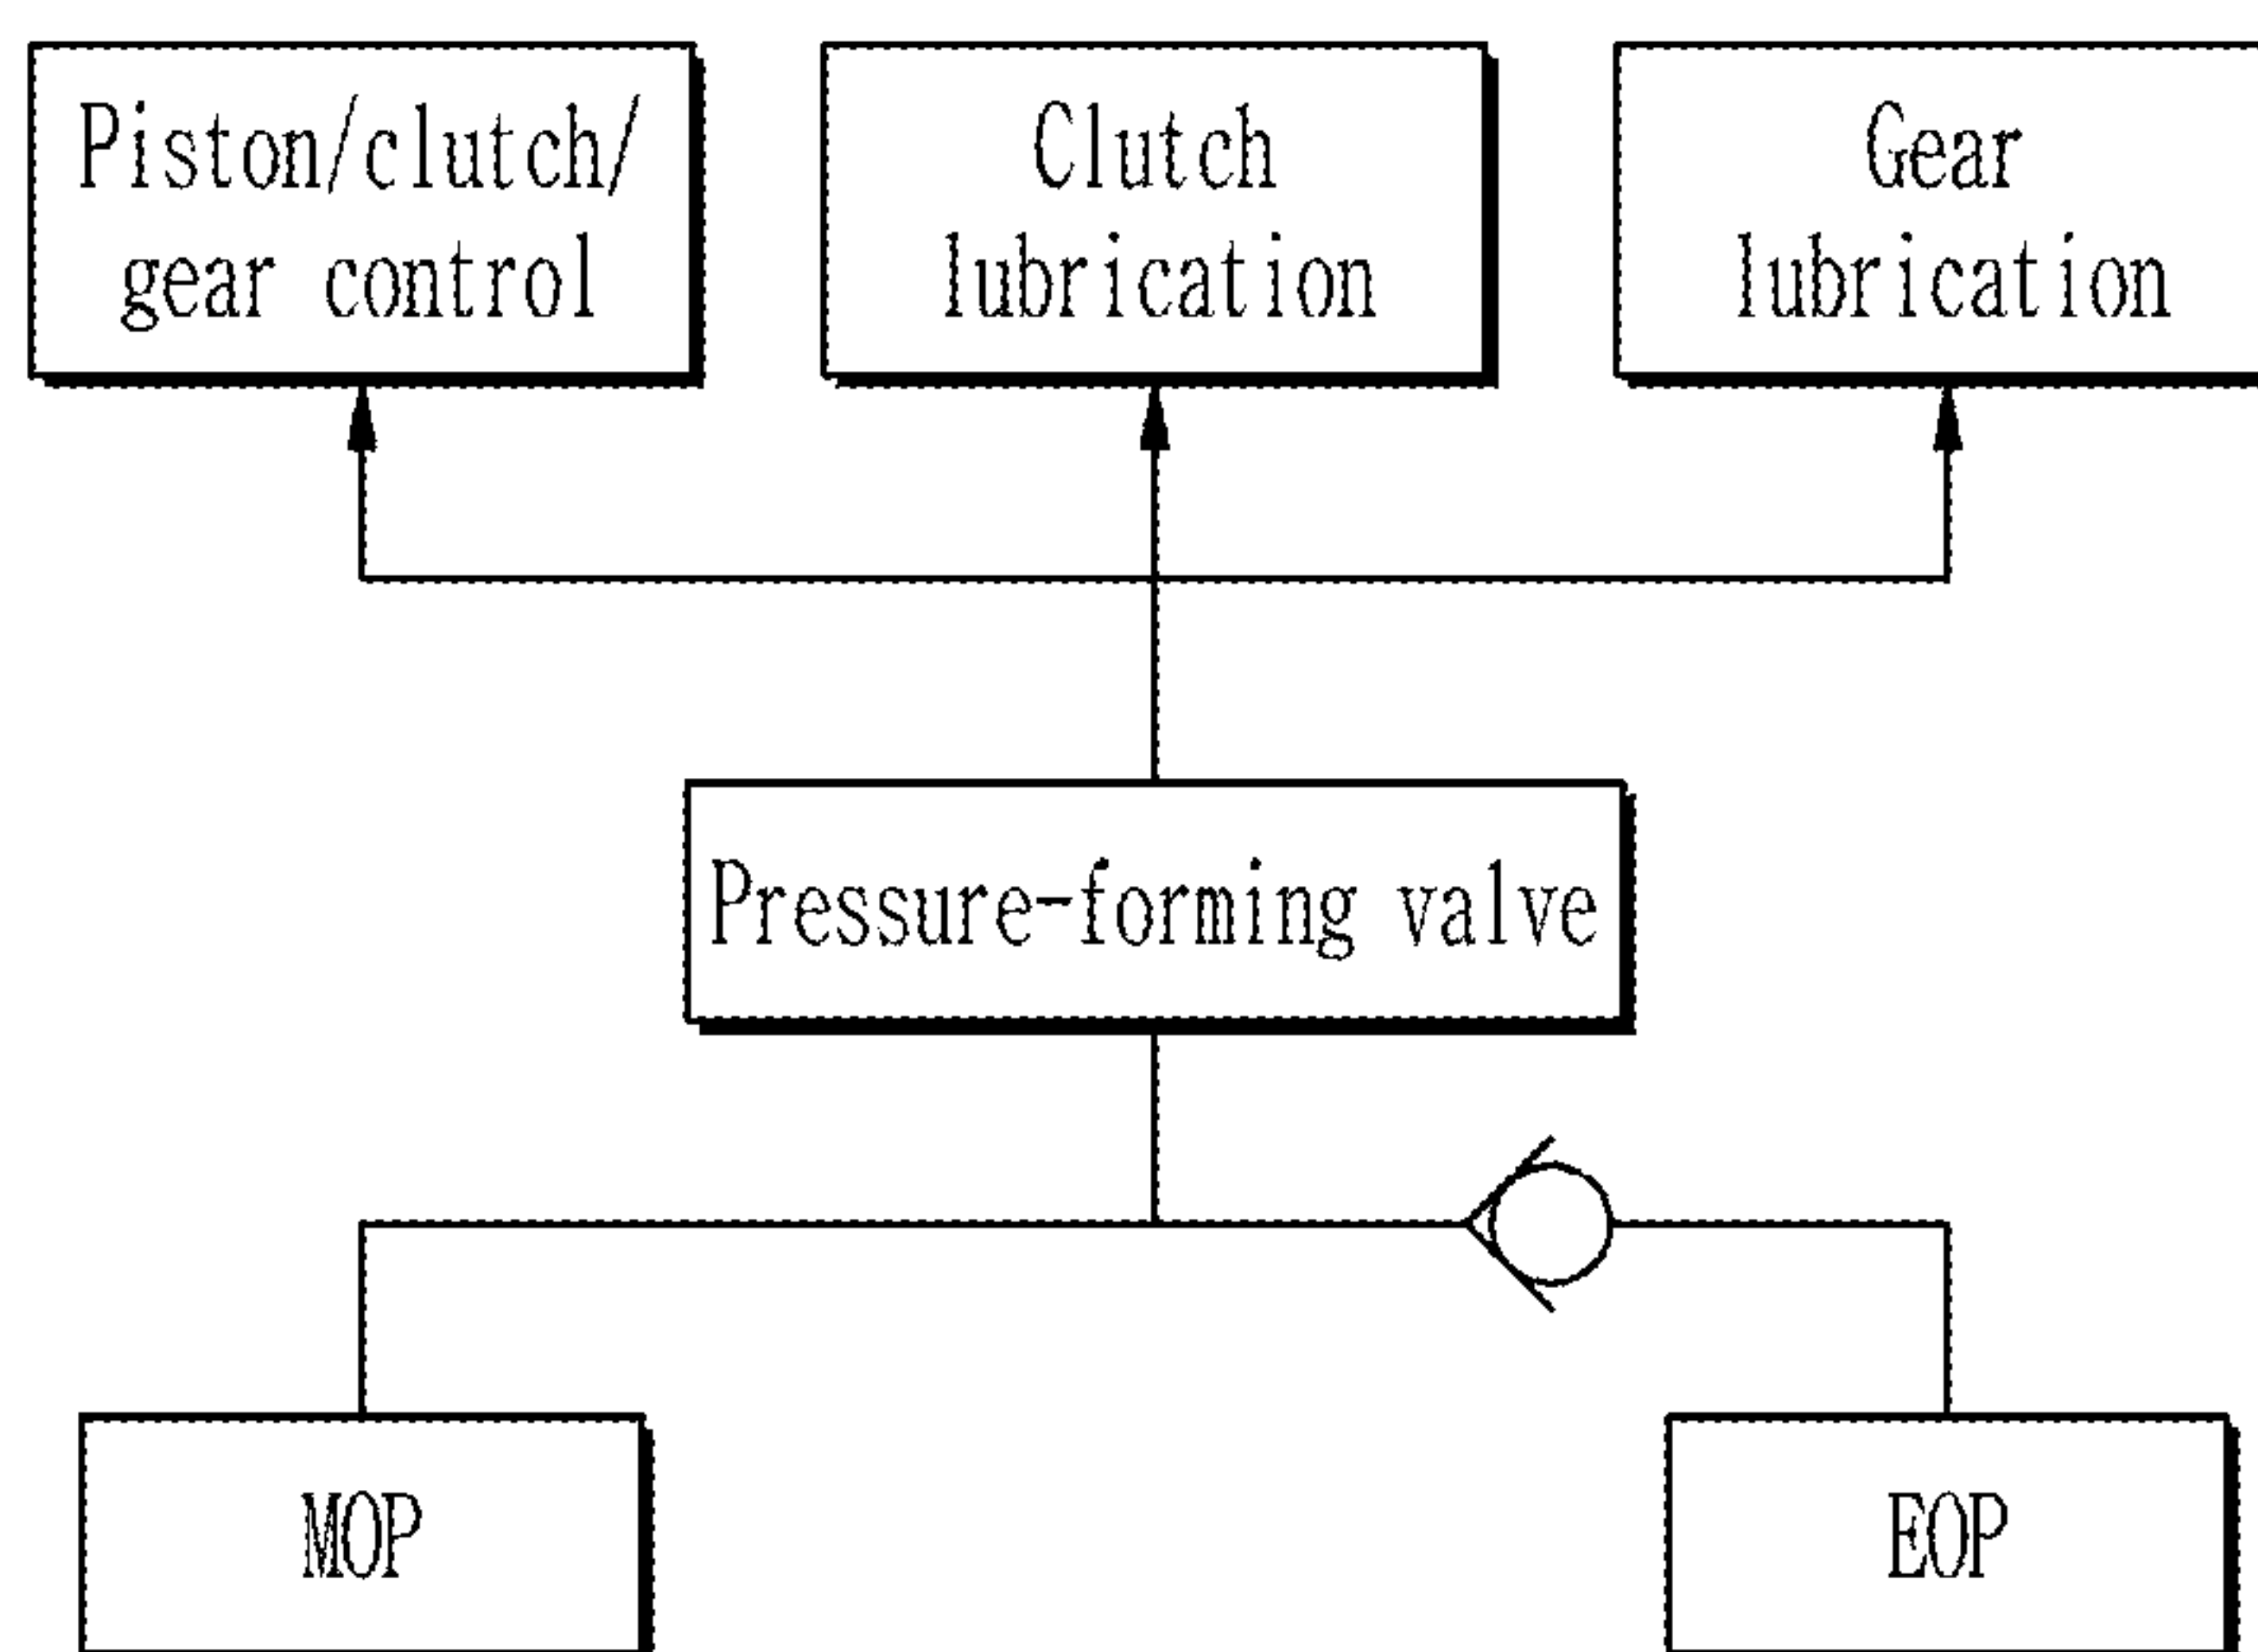 Piston/clutch/
gear control
Clutch
lubrication
Gear
lubrication
Pressure-forming valve
MOP
EOP